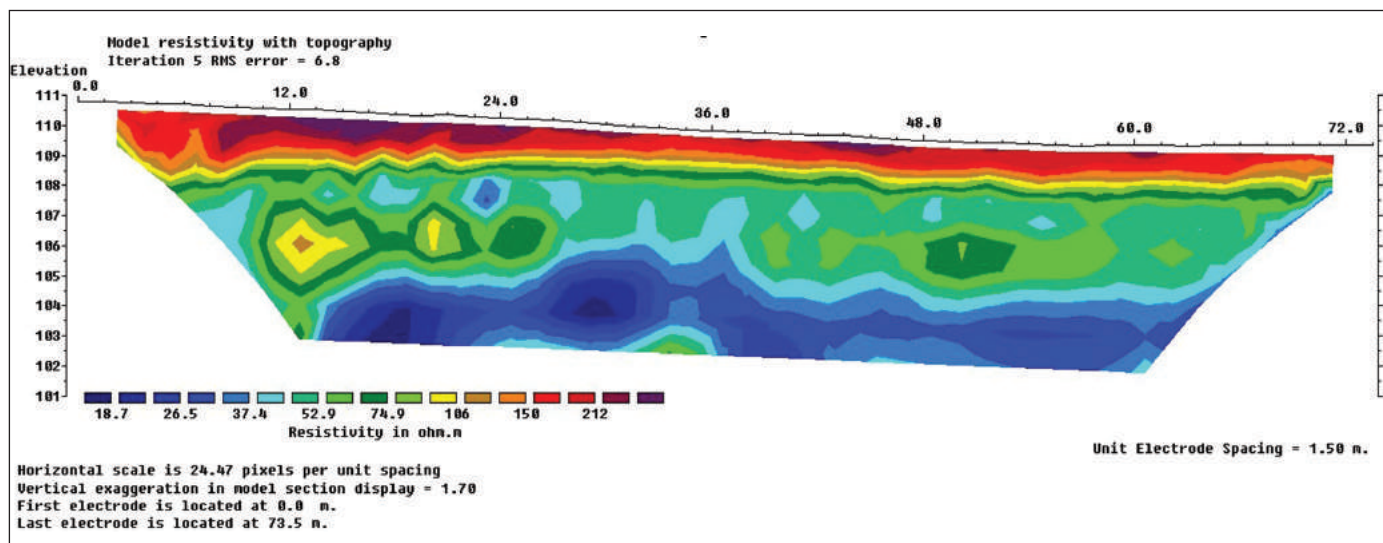 Model resistivity with topography
Iteration 5 RMS error = 6.8
Elevation
0.0 12.0 24.0 36.0 48.0 60.0 72.0
111
110
109
108
107
106
105
104
103
102
101
18.7 26.5 37.4 52.9 74.9 106 150 212
Resistivity in ohm.m
Unit Electrode Spacing = 1.50 m.
Horizontal scale is 24.47 pixels per unit spacing
Vertical exaggeration in model section display = 1.70
First electrode is located at 0.0 m.
Last electrode is located at 73.5 m.